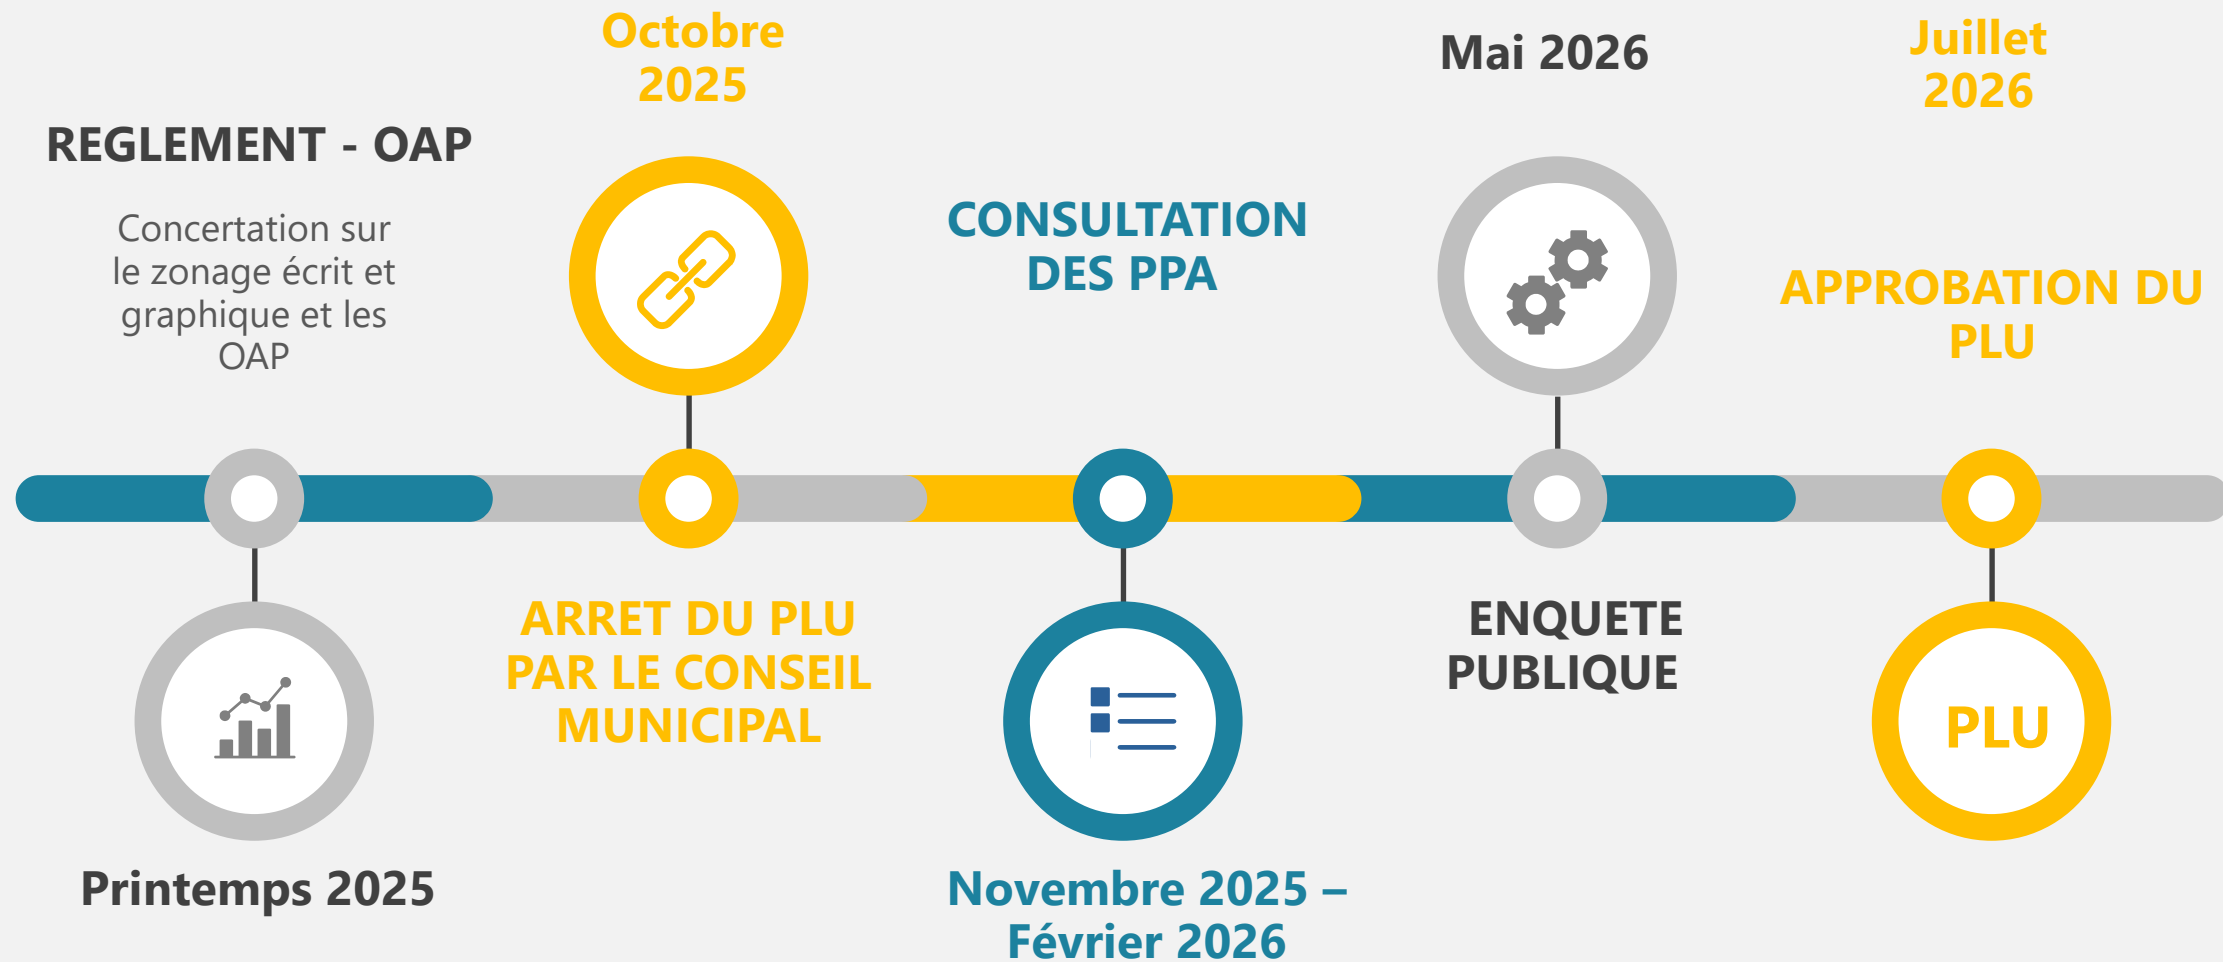 REGLEMENT - OAP
Concertation sur
le zonage écrit et
graphique et les
OAP
Printemps 2025
Octobre
2025
ARRET DU PLU
PAR LE CONSEIL
MUNICIPAL
CONSULTATION
DES PPA
Novembre 2025 –
Février 2026
Mai 2026
ENQUETE
PUBLIQUE
Juillet
2026
APPROBATION DU
PLU
PLU